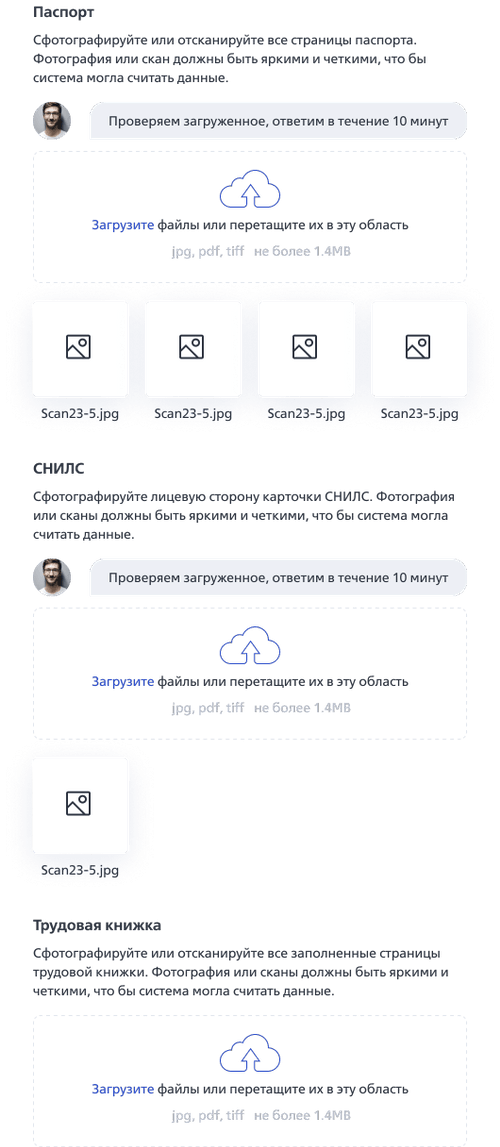 Паспорт
Сфотографируйте или отсканируйте все страницы паспорта.
Фотография или скан должны быть яркими и четкими, что бы
система могла считать данные.
Проверяем загруженное, ответим в течение 10 минут
Загрузите файлы или перетащите их в эту область
jpg, pdf, tiff не более 1.4MB
Scan23-5.jpg Scan23-5.jpg Scan23-5.jpg Scan23-5.jpg
СНИЛС
Сфотографируйте лицевую сторону карточки СНИЛС. Фотография
или сканы должны быть яркими и четкими, что бы система могла
считать данные.
Проверяем загруженное, ответим в течение 10 минут
Загрузите файлы или перетащите их в эту область
jpg, pdf, tiff не более 1.4MB
Scan23-5.jpg
Трудовая книжка
Сфотографируйте или отсканируйте все заполненные страницы
трудовой книжки. Фотография или сканы должны быть яркими и
четкими, что бы система могла считать данные.
Загрузите файлы или перетащите их в эту область
jpg, pdf, tiff не более 1.4MB